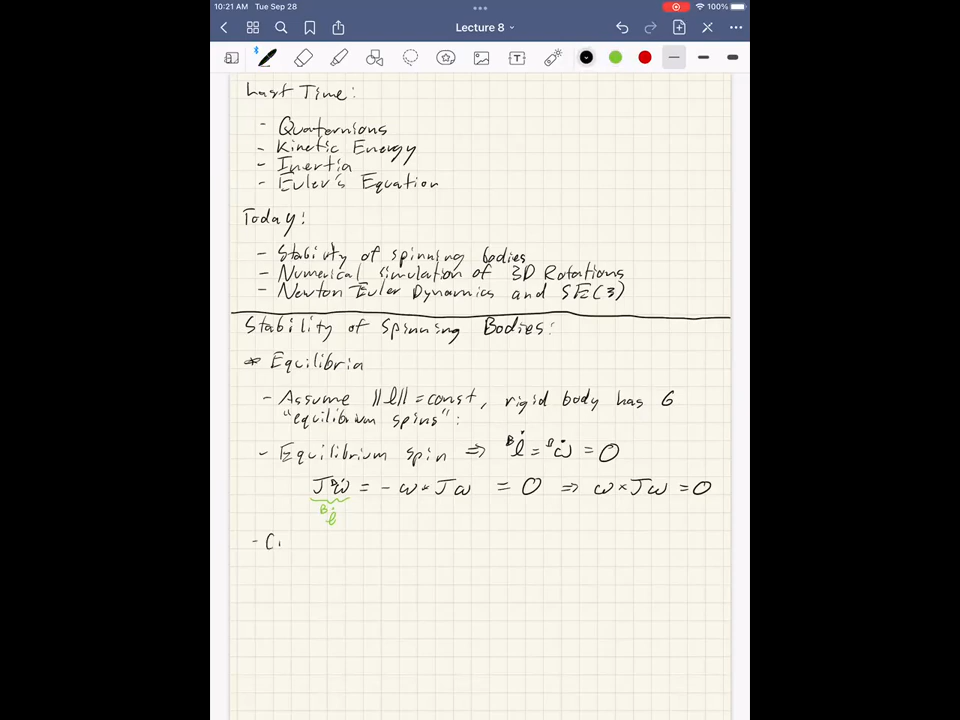 10:21 AM Tue Sep 28
100%
Lecture 8
Last Time:
- Quaternions
- Kinetic Energy
- Inertia
- Euler's Equation
Today:
- Stability of spinning bodies
- Numerical simulation of 3D Rotations
- Newton Euler Dynamics and SE(3)
Stability of Spinning Bodies:
* Equilibria
- Assume ||l|| = const, rigid body has 6
"equilibrium spins":
- Equilibrium spin ⇒ ᴮl̇ = ᴮω̇ = 0
Jω̇ = - ω × Jω = 0 ⇒ ω × Jω = 0
ᴮl̇